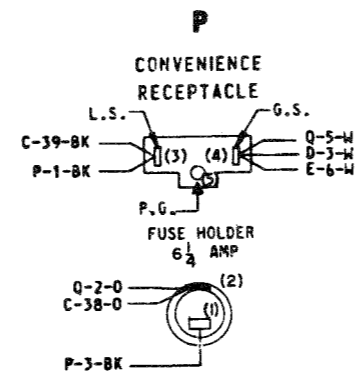 P
CONVENIENCE
RECEPTACLE
L.S. G.S.
C-39-BK (3) (4) Q-5-W
P-1-BK D-3-W
(5) E-6-W
P.G.
FUSE HOLDER
6 1/4 AMP
Q-2-O (2)
C-38-O
(1)
P-3-BK